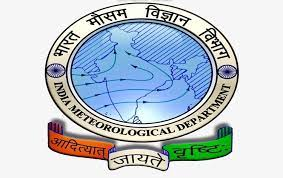 भारत मौसम विज्ञान विभाग
INDIA METEOROLOGICAL DEPARTMENT
आदित्यात् जायते वृष्टिः